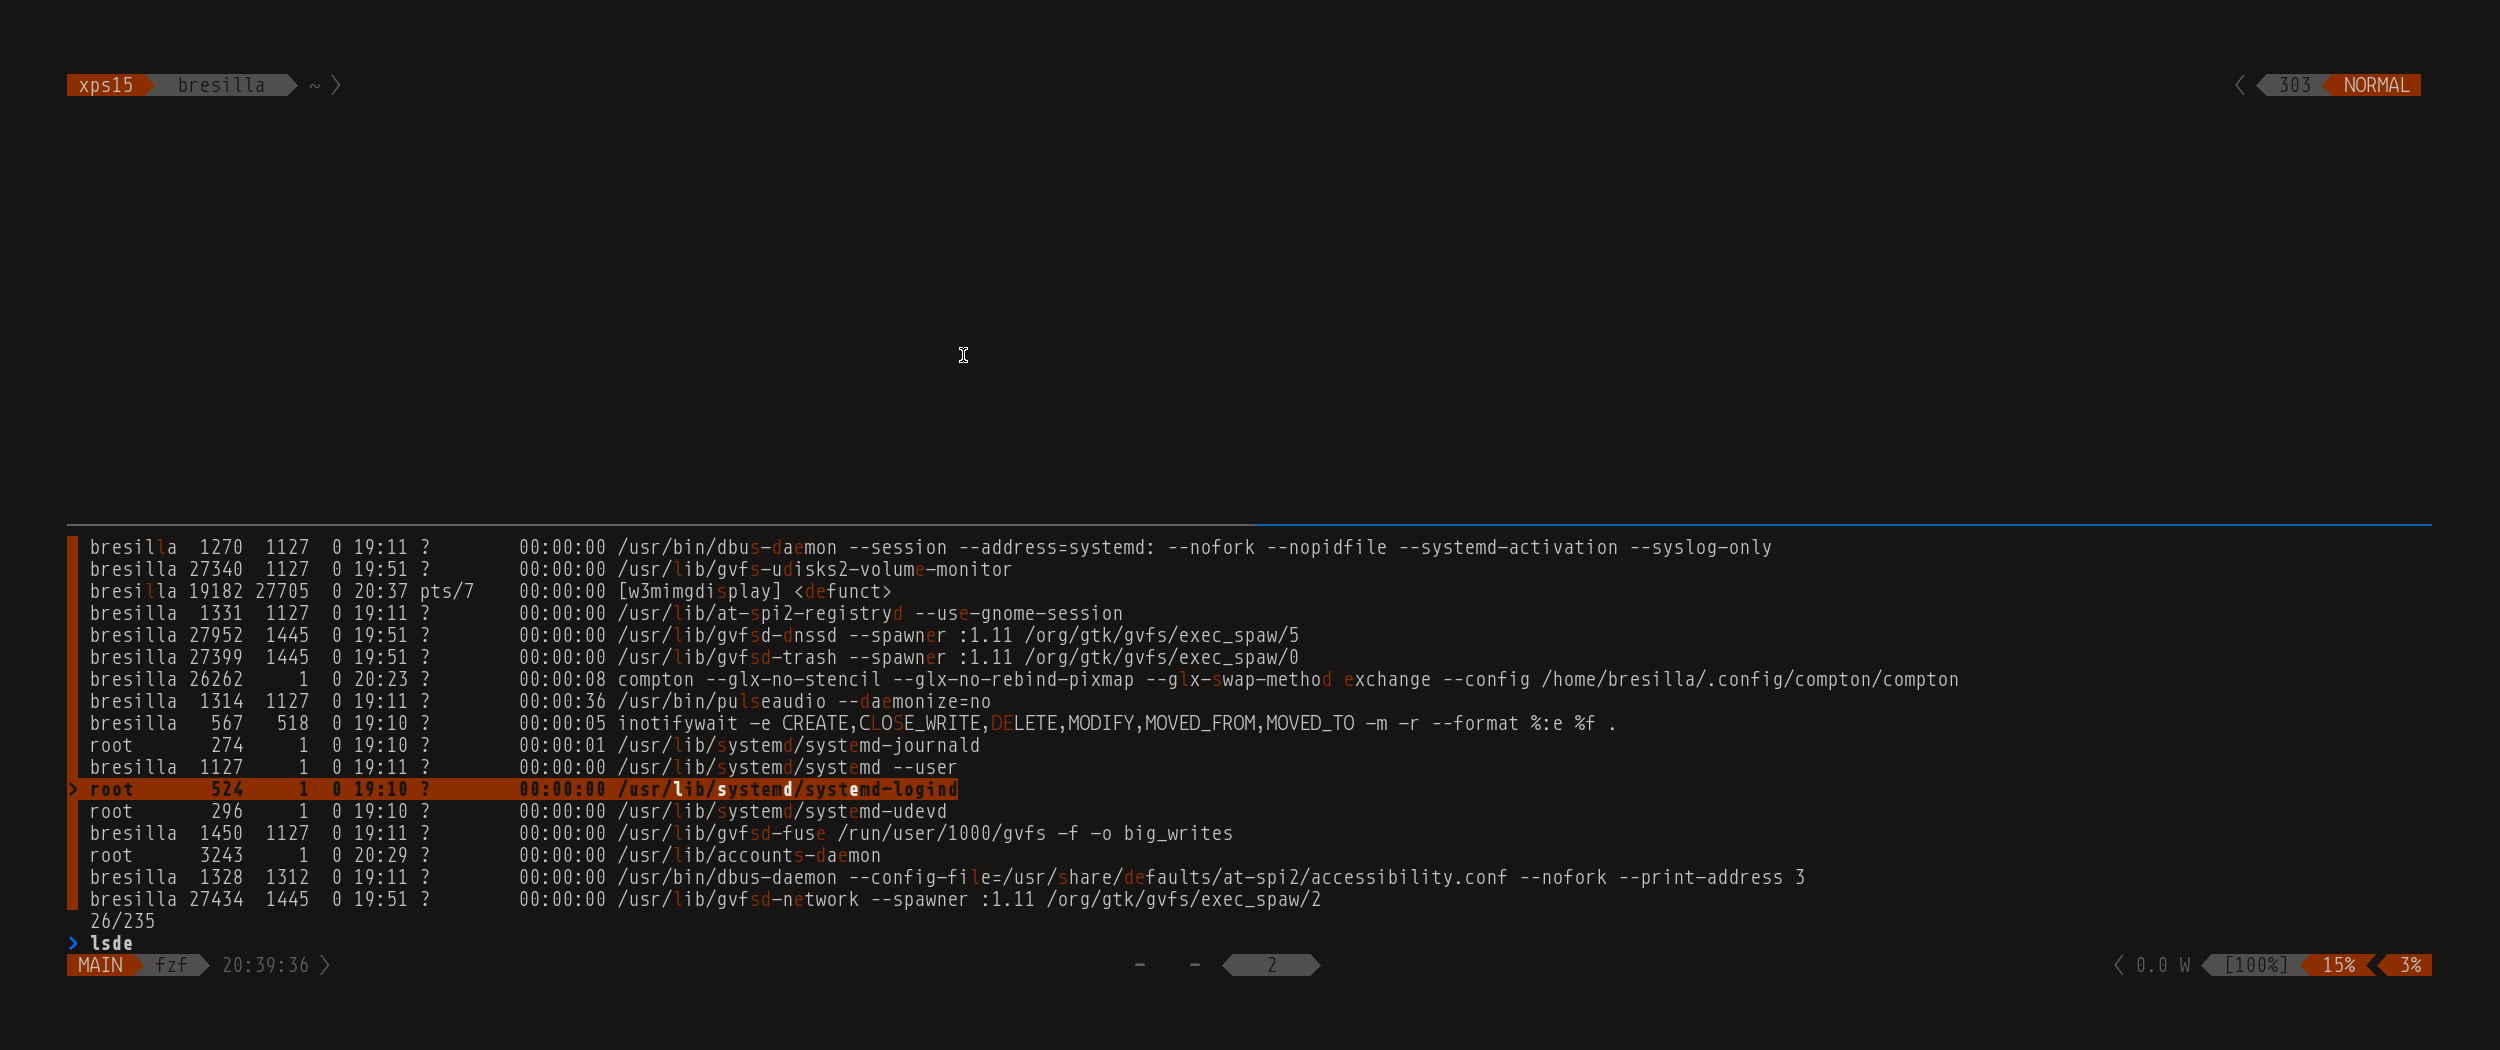 xps15 bresilla ~ 303 NORMAL
bresilla 1270 1127 0 19:11 ? 00:00:00 /usr/bin/dbus-daemon --session --address=systemd: --nofork --nopidfile --systemd-activation --syslog-only
bresilla 27340 1127 0 19:51 ? 00:00:00 /usr/lib/gvfs-udisks2-volume-monitor
bresilla 19182 27705 0 20:37 pts/7 00:00:00 [w3mimgdisplay] <defunct>
bresilla 1331 1127 0 19:11 ? 00:00:00 /usr/lib/at-spi2-registryd --use-gnome-session
bresilla 27952 1445 0 19:51 ? 00:00:00 /usr/lib/gvfsd-dnssd --spawner :1.11 /org/gtk/gvfs/exec_spaw/5
bresilla 27399 1445 0 19:51 ? 00:00:00 /usr/lib/gvfsd-trash --spawner :1.11 /org/gtk/gvfs/exec_spaw/0
bresilla 26262 1 0 20:23 ? 00:00:08 compton --glx-no-stencil --glx-no-rebind-pixmap --glx-swap-method exchange --config /home/bresilla/.config/compton/compton
bresilla 1314 1127 0 19:11 ? 00:00:36 /usr/bin/pulseaudio --daemonize=no
bresilla 567 518 0 19:10 ? 00:00:05 inotifywait -e CREATE,CLOSE_WRITE,DELETE,MODIFY,MOVED_FROM,MOVED_TO -m -r --format %:e %f .
root 274 1 0 19:10 ? 00:00:01 /usr/lib/systemd/systemd-journald
bresilla 1127 1 0 19:11 ? 00:00:00 /usr/lib/systemd/systemd --user
> root 524 1 0 19:10 ? 00:00:00 /usr/lib/systemd/systemd-logind
root 296 1 0 19:10 ? 00:00:00 /usr/lib/systemd/systemd-udevd
bresilla 1450 1127 0 19:11 ? 00:00:00 /usr/lib/gvfsd-fuse /run/user/1000/gvfs -f -o big_writes
root 3243 1 0 20:29 ? 00:00:00 /usr/lib/accounts-daemon
bresilla 1328 1312 0 19:11 ? 00:00:00 /usr/bin/dbus-daemon --config-file=/usr/share/defaults/at-spi2/accessibility.conf --nofork --print-address 3
bresilla 27434 1445 0 19:51 ? 00:00:00 /usr/lib/gvfsd-network --spawner :1.11 /org/gtk/gvfs/exec_spaw/2
26/235
> lsde
MAIN fzf 20:39:36 - - 2 0.0 W [100%] 15% 3%